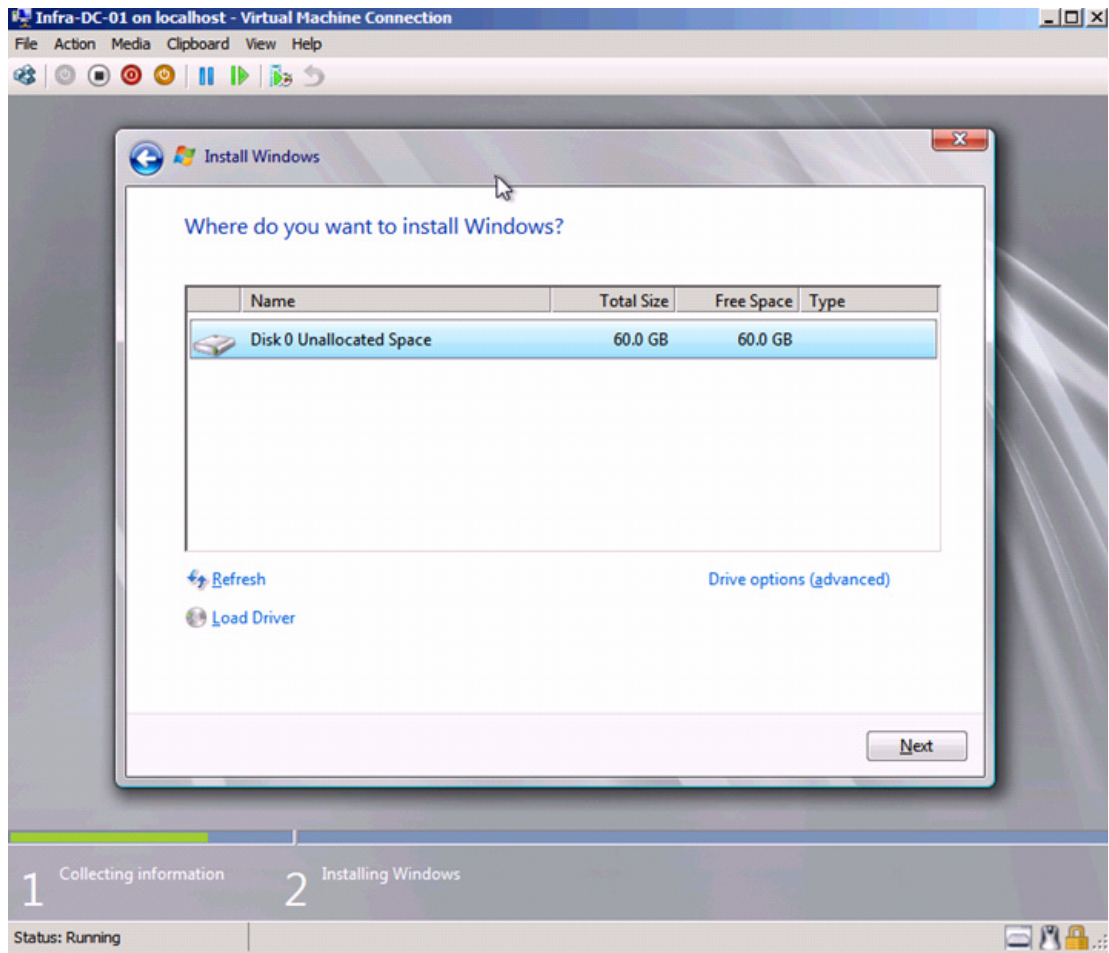 Infra-DC-01 on localhost - Virtual Machine Connection
File Action Media Clipboard View Help
Install Windows
Where do you want to install Windows?
Name Total Size Free Space Type
Disk 0 Unallocated Space 60.0 GB 60.0 GB
Refresh Drive options (advanced)
Load Driver
Next
1 Collecting information 2 Installing Windows
Status: Running